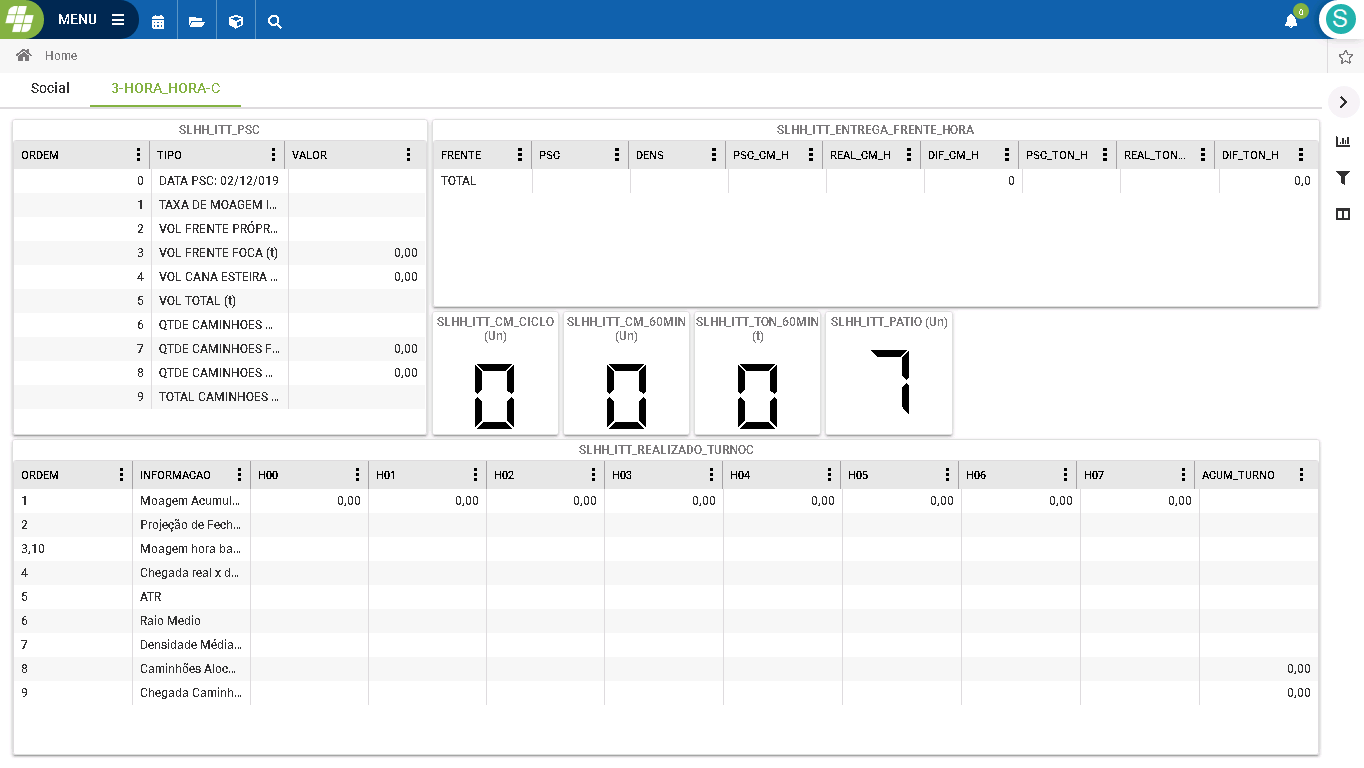 MENU
0
S
Home
Social
3-HORA_HORA-C
SLHH_ITT_PSC
ORDEM TIPO VALOR
0 DATA PSC: 02/12/019
1 TAXA DE MOAGEM I...
2 VOL FRENTE PRÓPR...
3 VOL FRENTE FOCA (t) 0,00
4 VOL CANA ESTEIRA ... 0,00
5 VOL TOTAL (t)
6 QTDE CAMINHOES ...
7 QTDE CAMINHOES F... 0,00
8 QTDE CAMINHOES ... 0,00
9 TOTAL CAMINHOES ...
SLHH_ITT_ENTREGA_FRENTE_HORA
FRENTE PSC DENS PSC_CM_H REAL_CM_H DIF_CM_H PSC_TON_H REAL_TON... DIF_TON_H
TOTAL 0 0,0
SLHH_ITT_CM_CICLO
(Un)
0
SLHH_ITT_CM_60MIN
(Un)
0
SLHH_ITT_TON_60MIN
(t)
0
SLHH_ITT_PATIO (Un)
7
SLHH_ITT_REALIZADO_TURNOC
ORDEM INFORMACAO H00 H01 H02 H03 H04 H05 H06 H07 ACUM_TURNO
1 Moagem Acumul... 0,00 0,00 0,00 0,00 0,00 0,00 0,00 0,00
2 Projeção de Fech...
3,10 Moagem hora ba...
4 Chegada real x d...
5 ATR
6 Raio Medio
7 Densidade Média...
8 Caminhões Aloc... 0,00
9 Chegada Caminh... 0,00